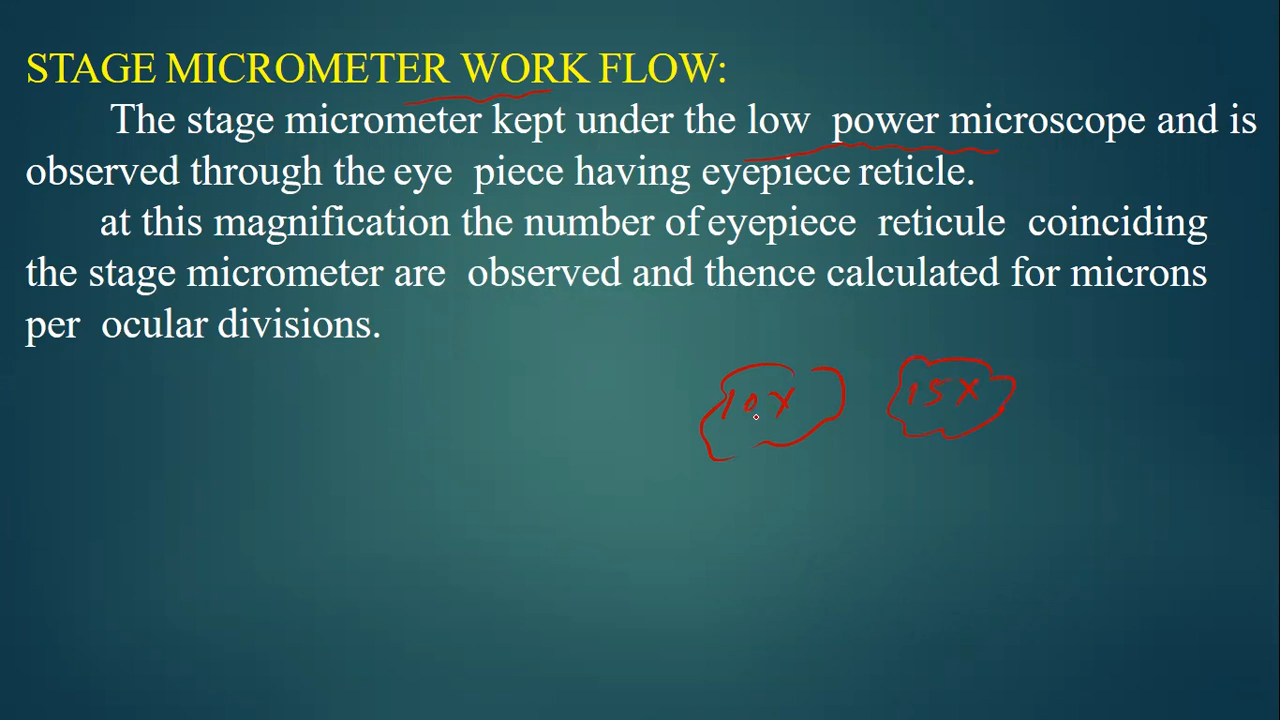 STAGE MICROMETER WORK FLOW:
The stage micrometer kept under the low power microscope and is
observed through the eye piece having eyepiece reticle.
at this magnification the number of eyepiece reticule coinciding
the stage micrometer are observed and thence calculated for microns
per ocular divisions.
10X 15X